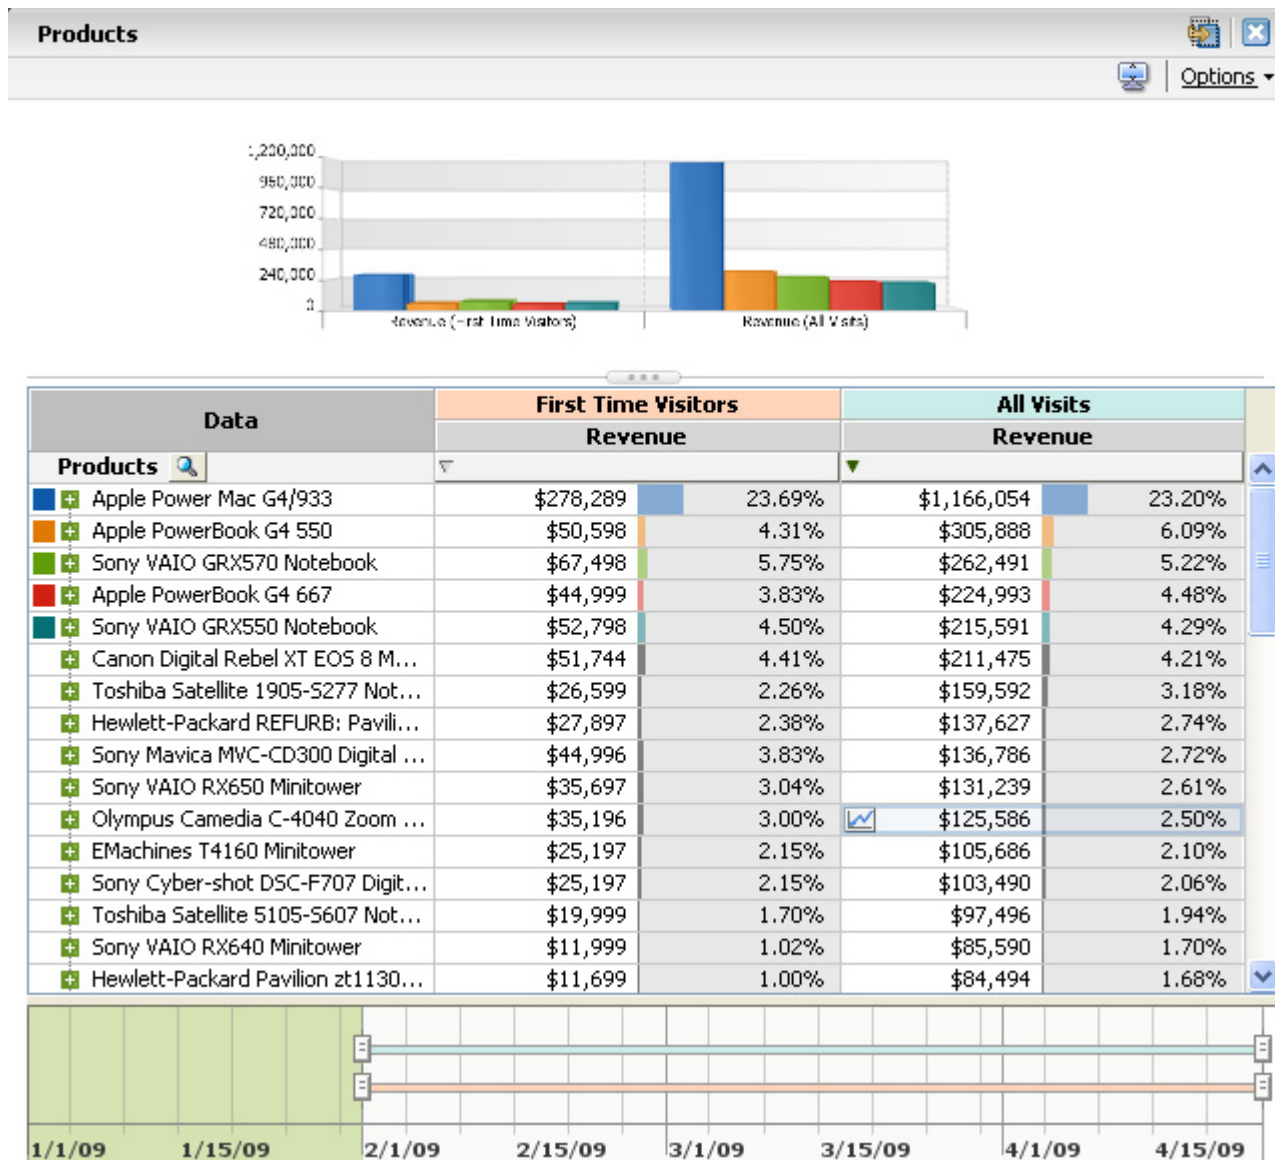 Products
Options
1,200,000
960,000
720,000
480,000
240,000
0
Revenue (First Time Visitors)
Revenue (All Visits)
Data
First Time Visitors
All Visits
Revenue
Revenue
Products
Apple Power Mac G4/933 $278,289 23.69% $1,166,054 23.20%
Apple PowerBook G4 550 $50,598 4.31% $305,888 6.09%
Sony VAIO GRX570 Notebook $67,498 5.75% $262,491 5.22%
Apple PowerBook G4 667 $44,999 3.83% $224,993 4.48%
Sony VAIO GRX550 Notebook $52,798 4.50% $215,591 4.29%
Canon Digital Rebel XT EOS 8 M... $51,744 4.41% $211,475 4.21%
Toshiba Satellite 1905-S277 Not... $26,599 2.26% $159,592 3.18%
Hewlett-Packard REFURB: Pavili... $27,897 2.38% $137,627 2.74%
Sony Mavica MVC-CD300 Digital ... $44,996 3.83% $136,786 2.72%
Sony VAIO RX650 Minitower $35,697 3.04% $131,239 2.61%
Olympus Camedia C-4040 Zoom ... $35,196 3.00% $125,586 2.50%
EMachines T4160 Minitower $25,197 2.15% $105,686 2.10%
Sony Cyber-shot DSC-F707 Digit... $25,197 2.15% $103,490 2.06%
Toshiba Satellite 5105-S607 Not... $19,999 1.70% $97,496 1.94%
Sony VAIO RX640 Minitower $11,999 1.02% $85,590 1.70%
Hewlett-Packard Pavilion zt1130... $11,699 1.00% $84,494 1.68%
1/1/09 1/15/09 2/1/09 2/15/09 3/1/09 3/15/09 4/1/09 4/15/09